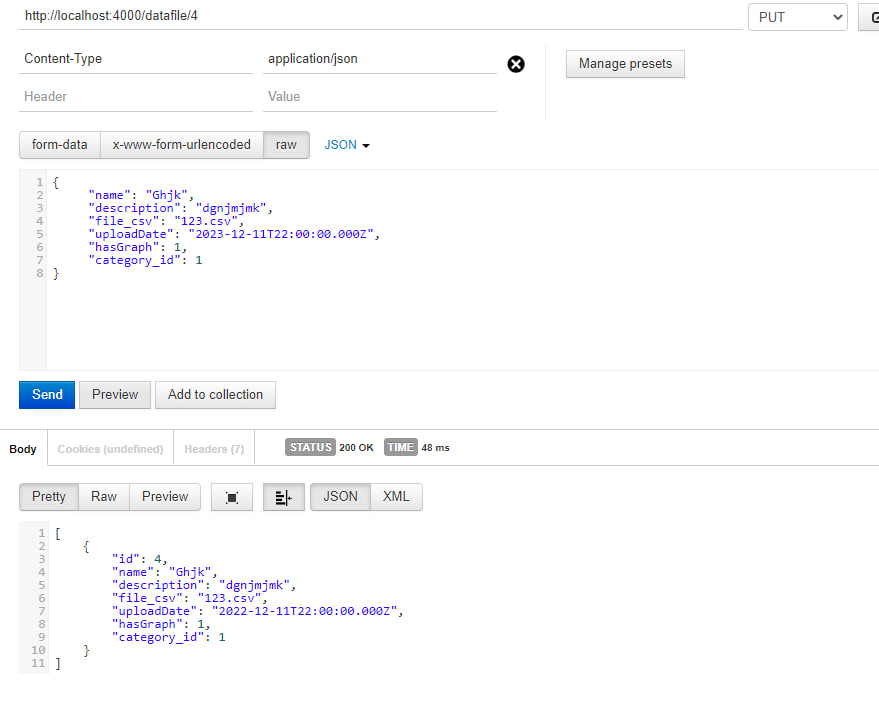 http://localhost:4000/datafile/4 PUT
Content-Type application/json Manage presets
Header Value
form-data x-www-form-urlencoded raw JSON
1 {
2 "name": "Ghjk",
3 "description": "dgnjmjmk",
4 "file_csv": "123.csv",
5 "uploadDate": "2023-12-11T22:00:00.000Z",
6 "hasGraph": 1,
7 "category_id": 1
8 }
Send Preview Add to collection
Body Cookies (undefined) Headers (7) STATUS 200 OK TIME 48 ms
Pretty Raw Preview JSON XML
1 [
2 {
3 "id": 4,
4 "name": "Ghjk",
5 "description": "dgnjmjmk",
6 "file_csv": "123.csv",
7 "uploadDate": "2022-12-11T22:00:00.000Z",
8 "hasGraph": 1,
9 "category_id": 1
10 }
11 ]